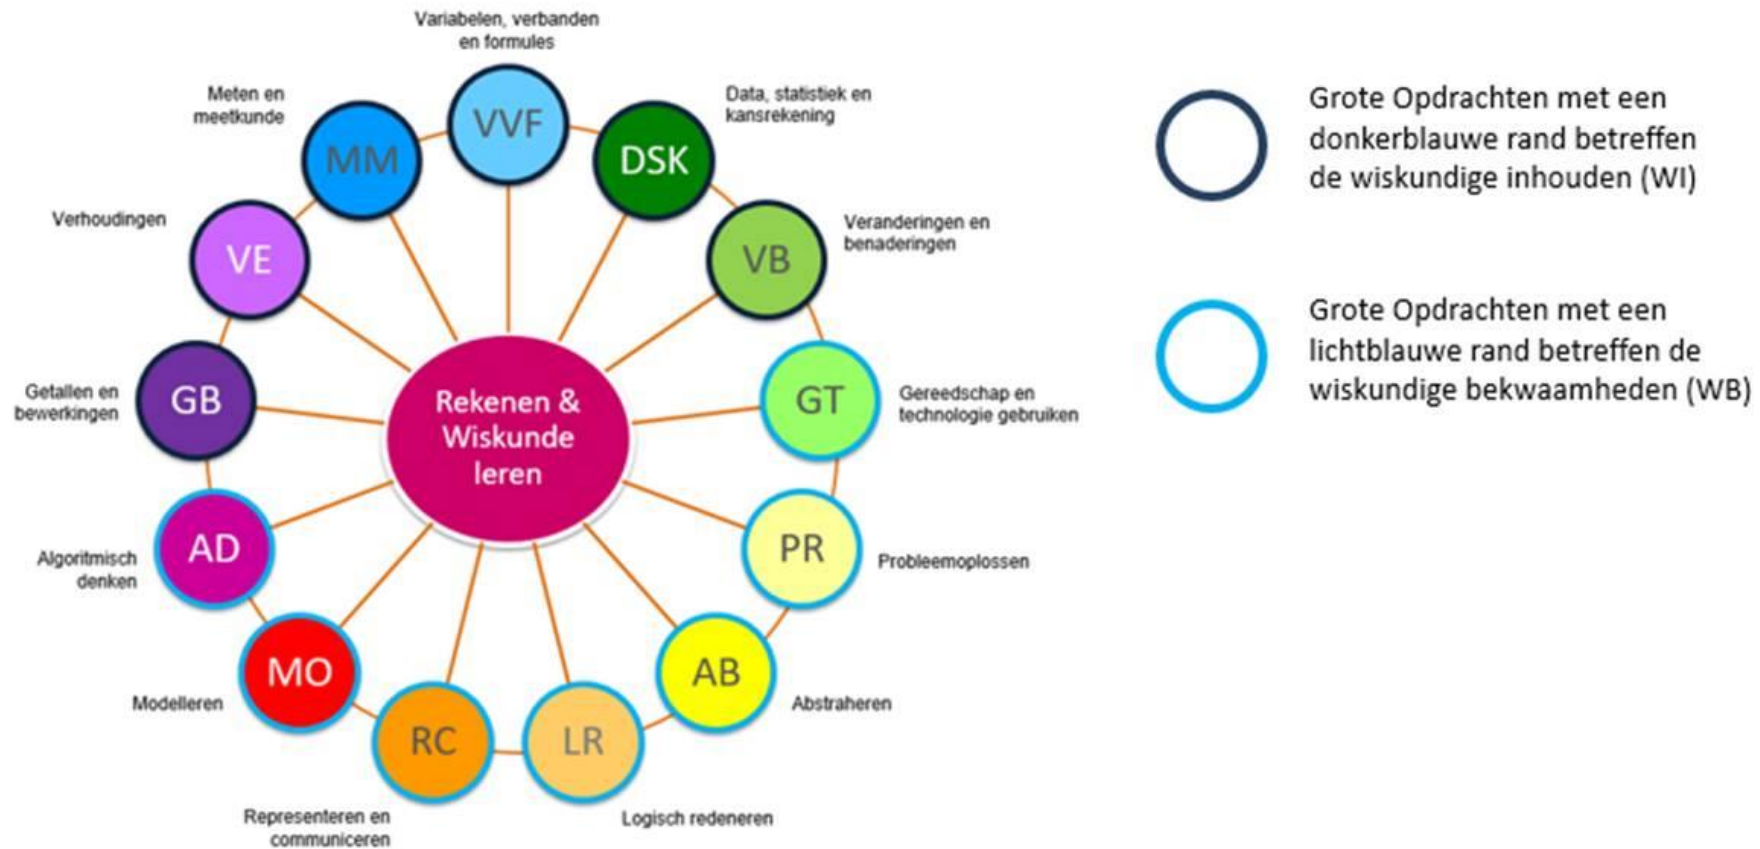 Variabelen, verbanden
en formules
VVF
Meten en
meetkunde
MM
Data, statistiek en
kansrekening
DSK
Verhoudingen
VE
Veranderingen en
benaderingen
VB
Getallen en
bewerkingen
GB
Rekenen &
Wiskunde
leren
GT
Gereedschap en
technologie gebruiken
Algoritmisch
denken
AD
PR
Probleemoplossen
Modelleren
MO
AB
Abstraheren
RC
Representeren en
communiceren
LR
Logisch redeneren
Grote Opdrachten met een
donkerblauwe rand betreffen
de wiskundige inhouden (WI)
Grote Opdrachten met een
lichtblauwe rand betreffen de
wiskundige bekwaamheden (WB)